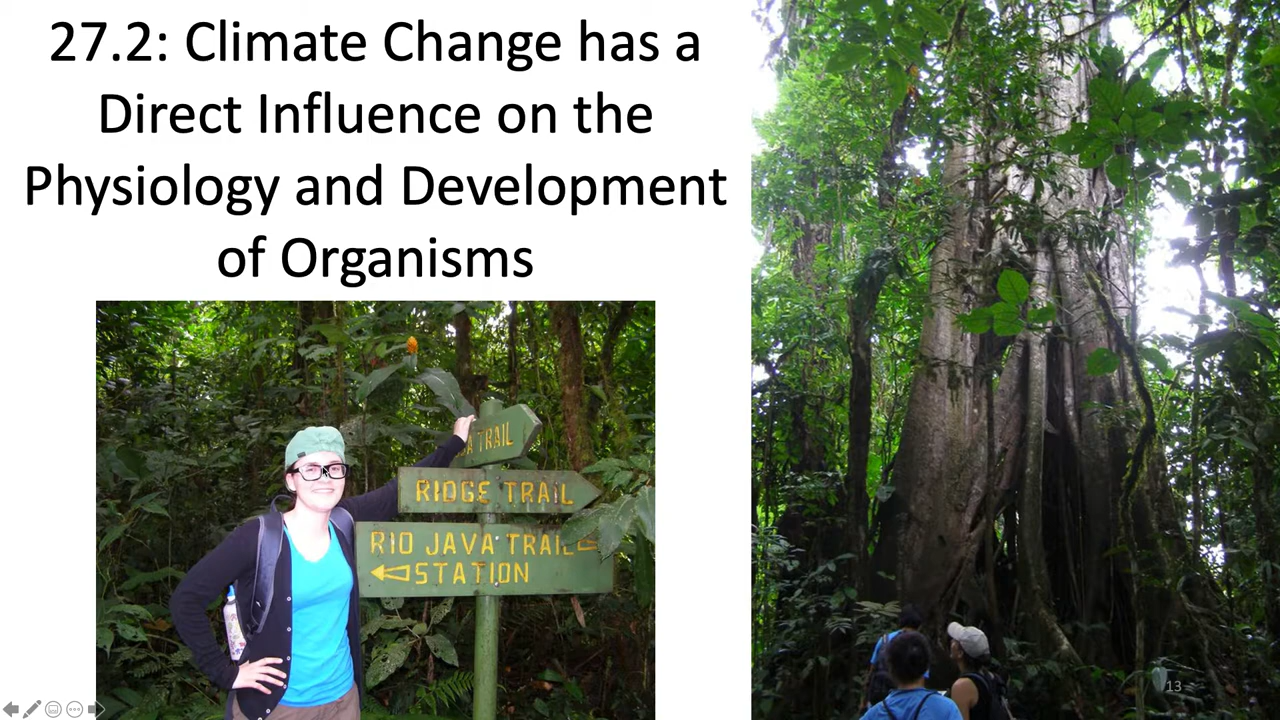 27.2: Climate Change has a
Direct Influence on the
Physiology and Development
of Organisms
TRAIL
RIDGE TRAIL
RIO JAVA TRAIL
STATION
13